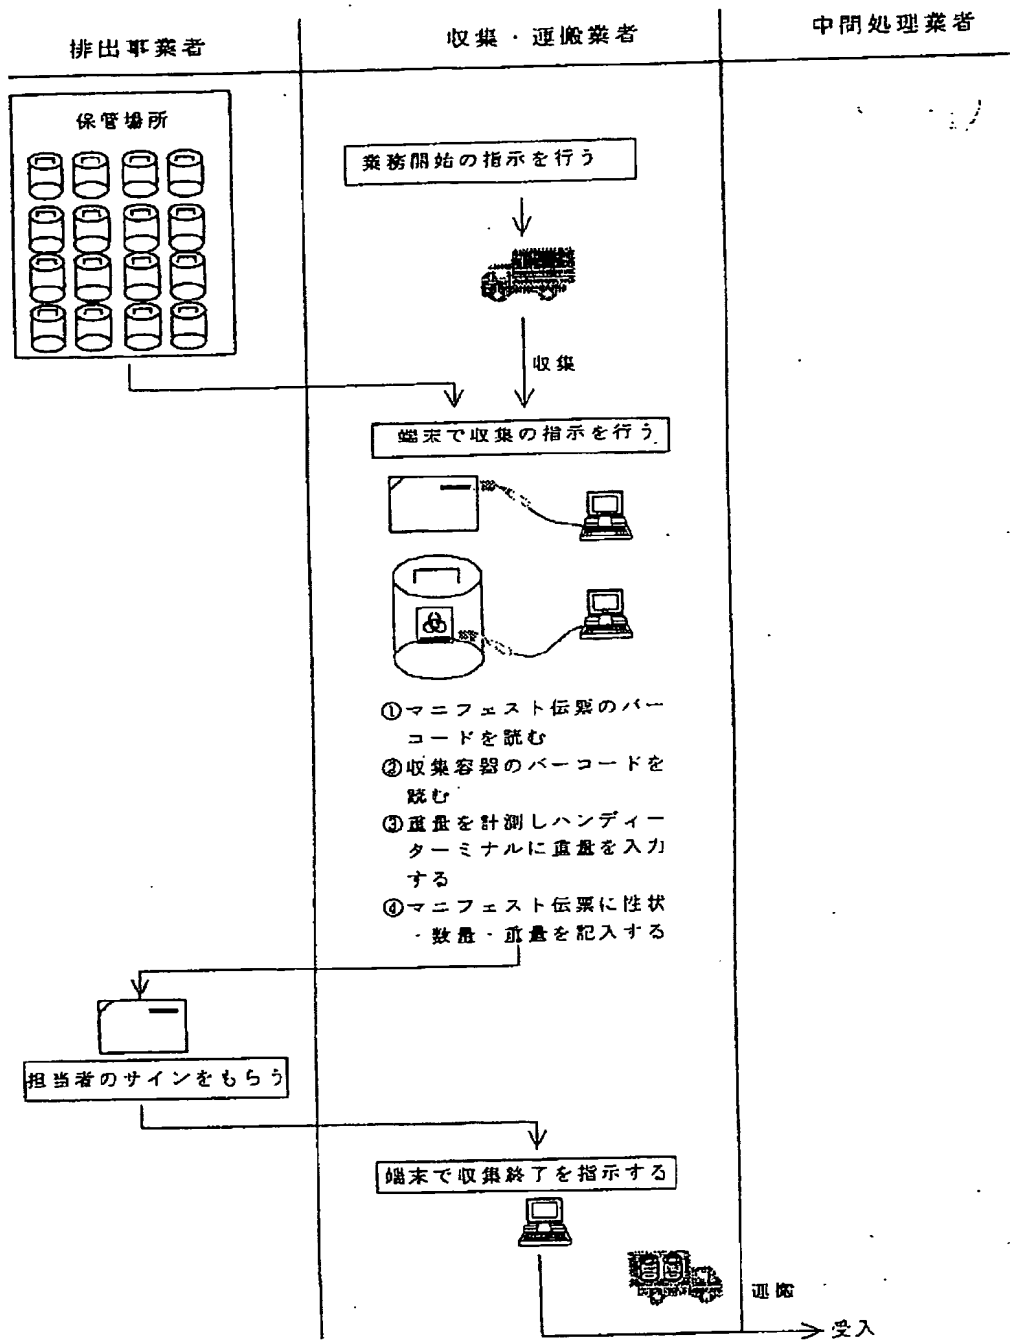 排出事業者
収集・運搬業者
中間処理業者
保管場所
業務開始の指示を行う
収集
端末で収集の指示を行う
①マニフェスト伝票のバー
コードを読む
②収集容器のバーコードを
読む
③重量を計測しハンディー
ターミナルに重量を入力
する
④マニフェスト伝票に性状
・数量・重量を記入する
担当者のサインをもらう
端末で収集終了を指示する
運搬
受入